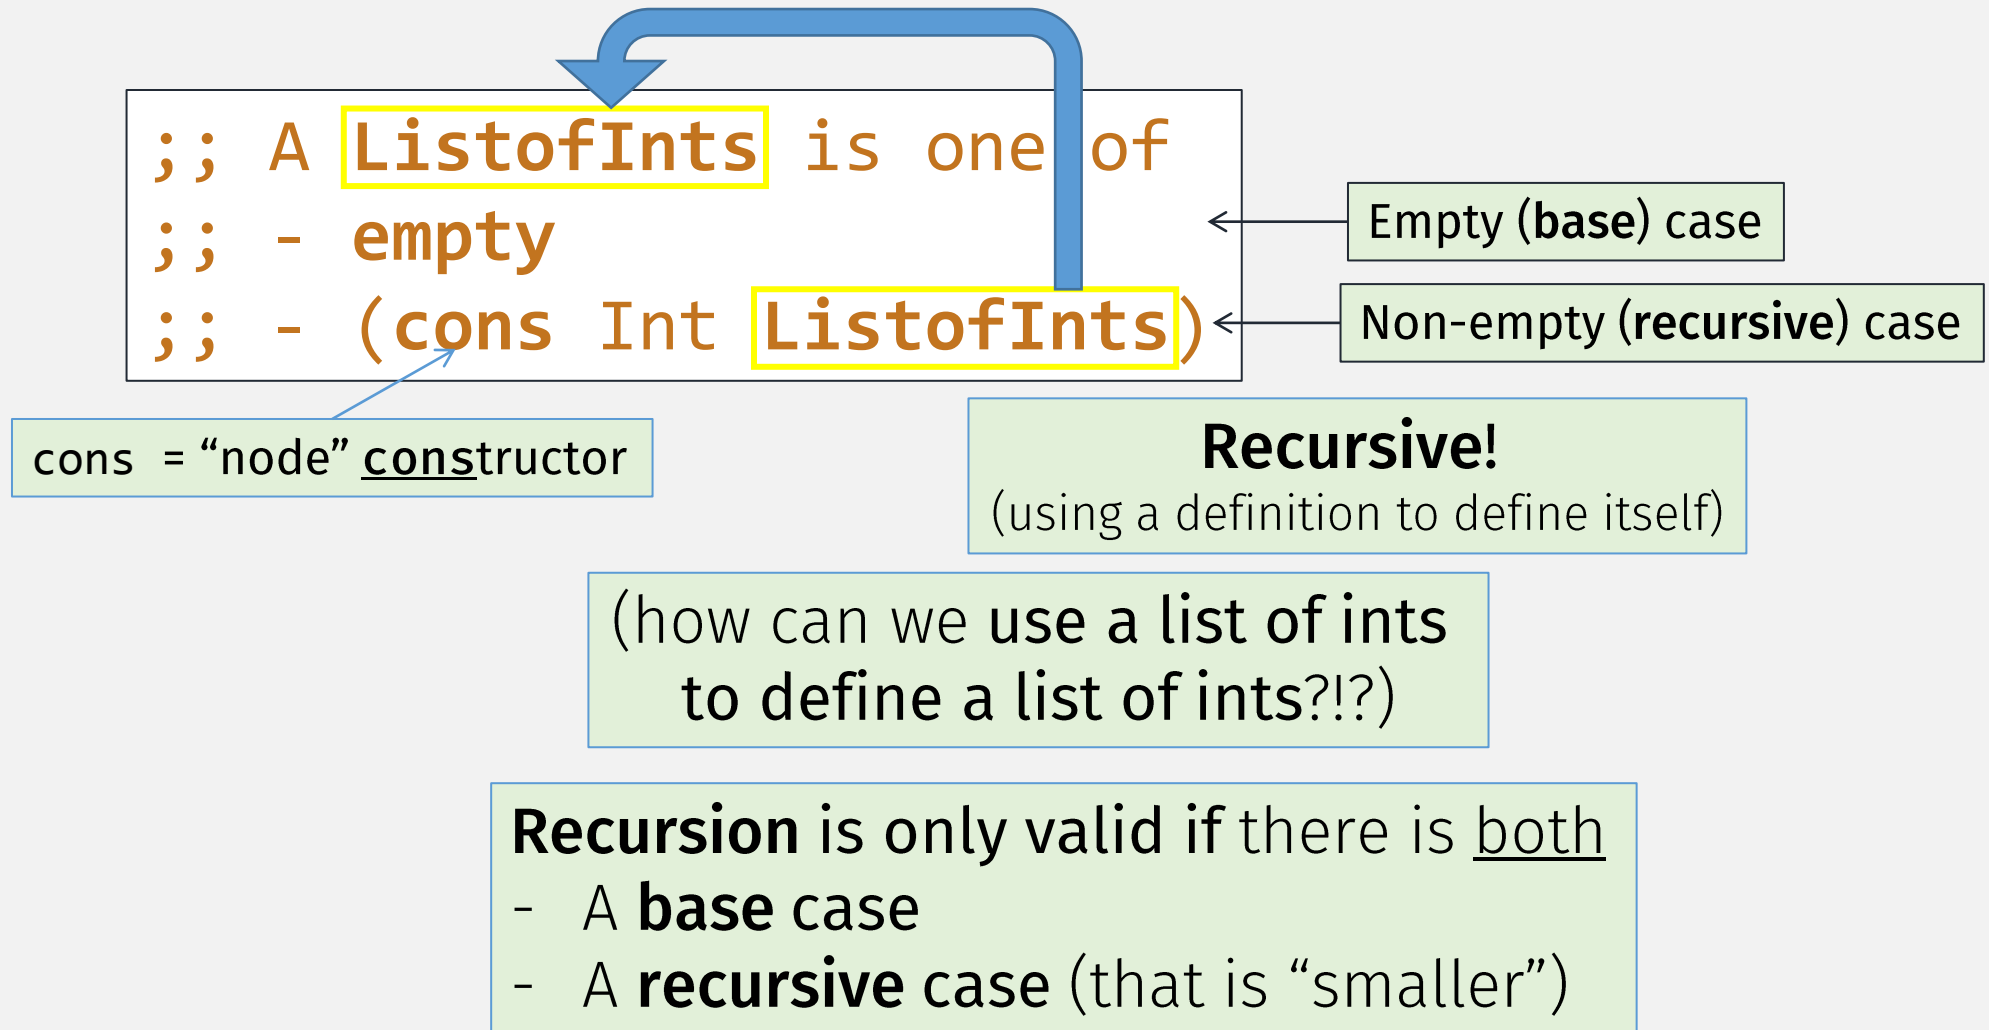 ;; A ListofInts is one of
;; - empty
;; - (cons Int ListofInts)
Empty (base) case
Non-empty (recursive) case
cons = “node” constructor
Recursive!
(using a definition to define itself)
(how can we use a list of ints
to define a list of ints?!?)
Recursion is only valid if there is both
- A base case
- A recursive case (that is “smaller”)